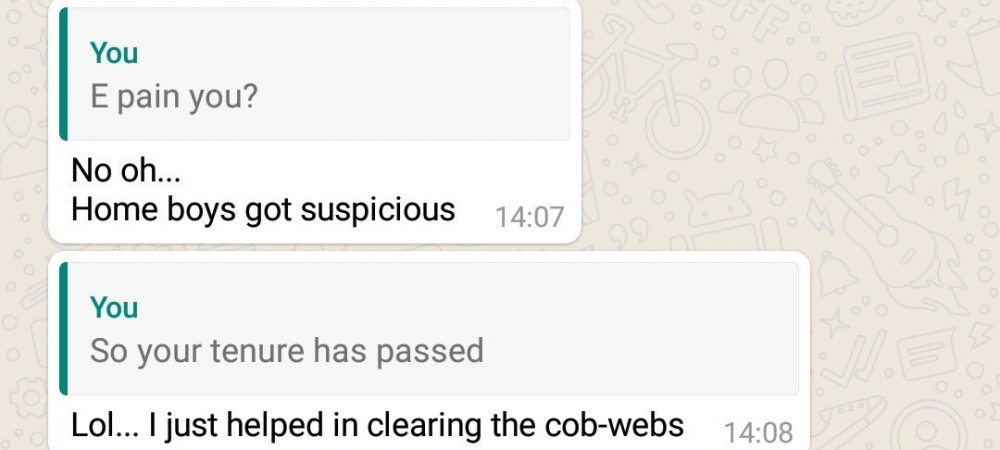 You
E pain you?
No oh...
Home boys got suspicious
14:07
You
So your tenure has passed
Lol... I just helped in clearing the cob-webs
14:08